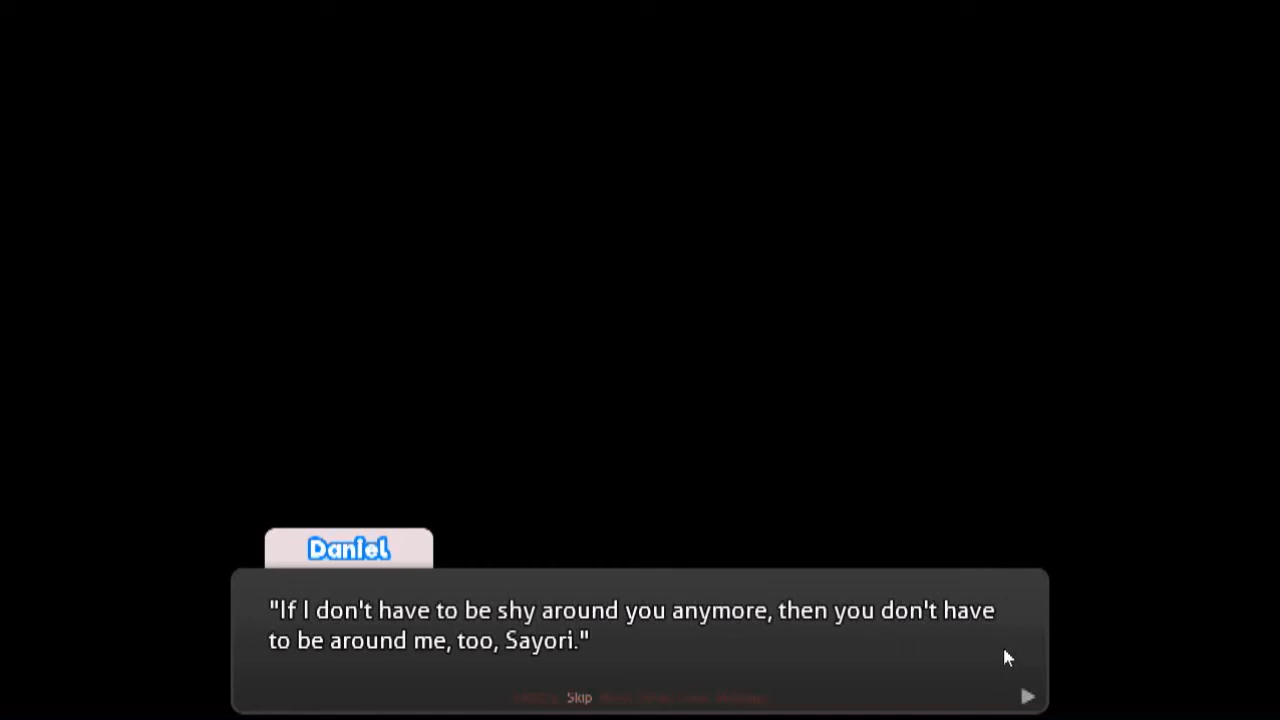 Daniel
"If I don't have to be shy around you anymore, then you don't have
to be around me, too, Sayori."
Skip